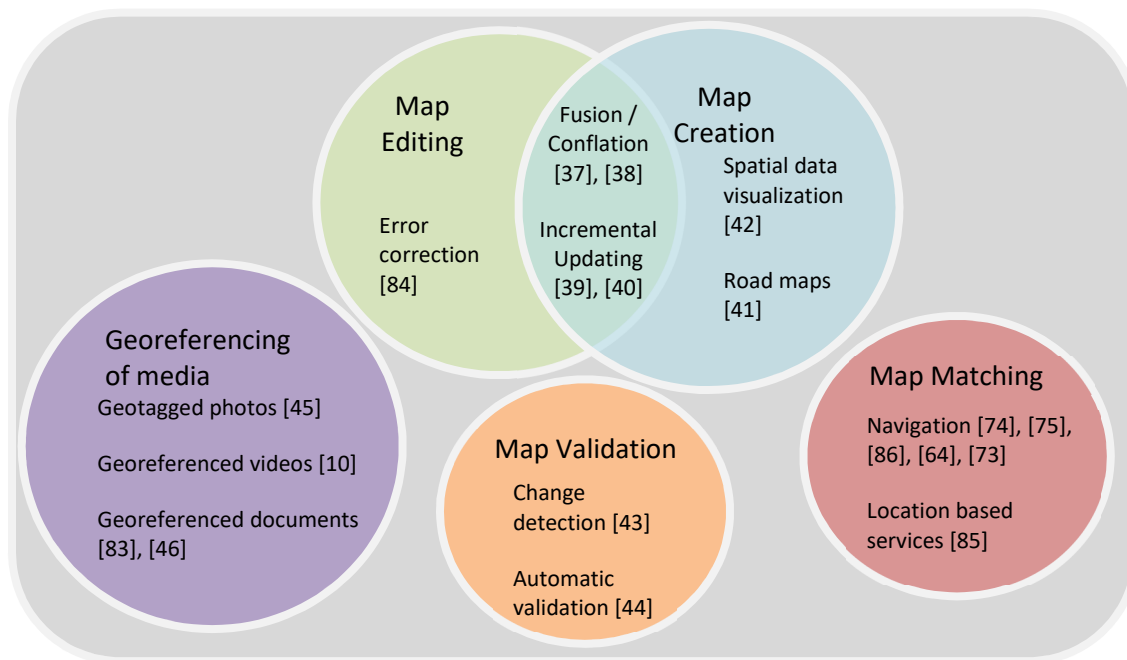 Map
Editing
Error
correction
[84]
Fusion /
Conflation
[37], [38]
Incremental
Updating
[39], [40]
Map
Creation
Spatial data
visualization
[42]
Road maps
[41]
Georeferencing
of media
Geotagged photos [45]
Georeferenced videos [10]
Georeferenced documents
[83], [46]
Map Validation
Change
detection [43]
Automatic
validation [44]
Map Matching
Navigation [74], [75],
[86], [64], [73]
Location based
services [85]